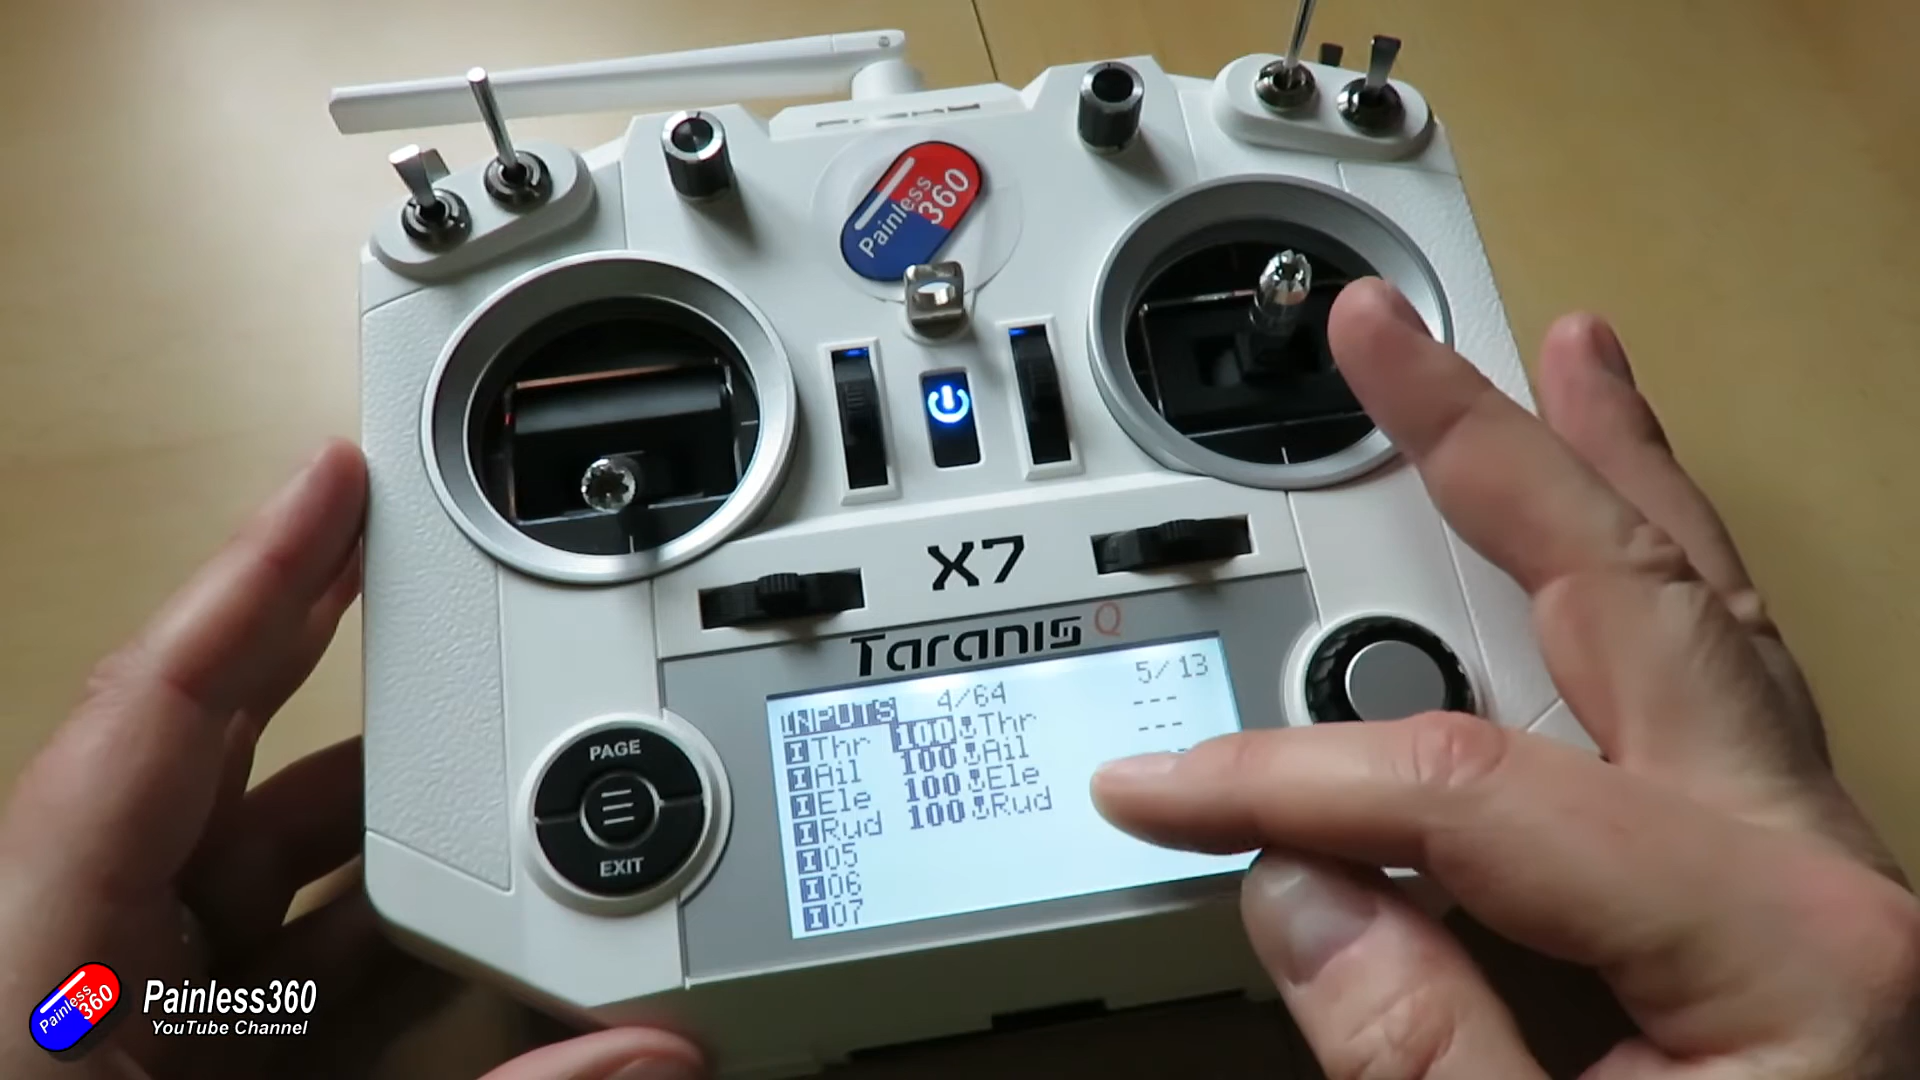 Painless
360
X7
Taranis Q
INPUTS 4/64 5/13
I Thr 100 Thr ---
I Ail 100 Ail ---
I Ele 100 Ele
I Rud 100 Rud
I 05
I 06
I 07
PAGE
EXIT
Painless
360
Painless360
YouTube Channel